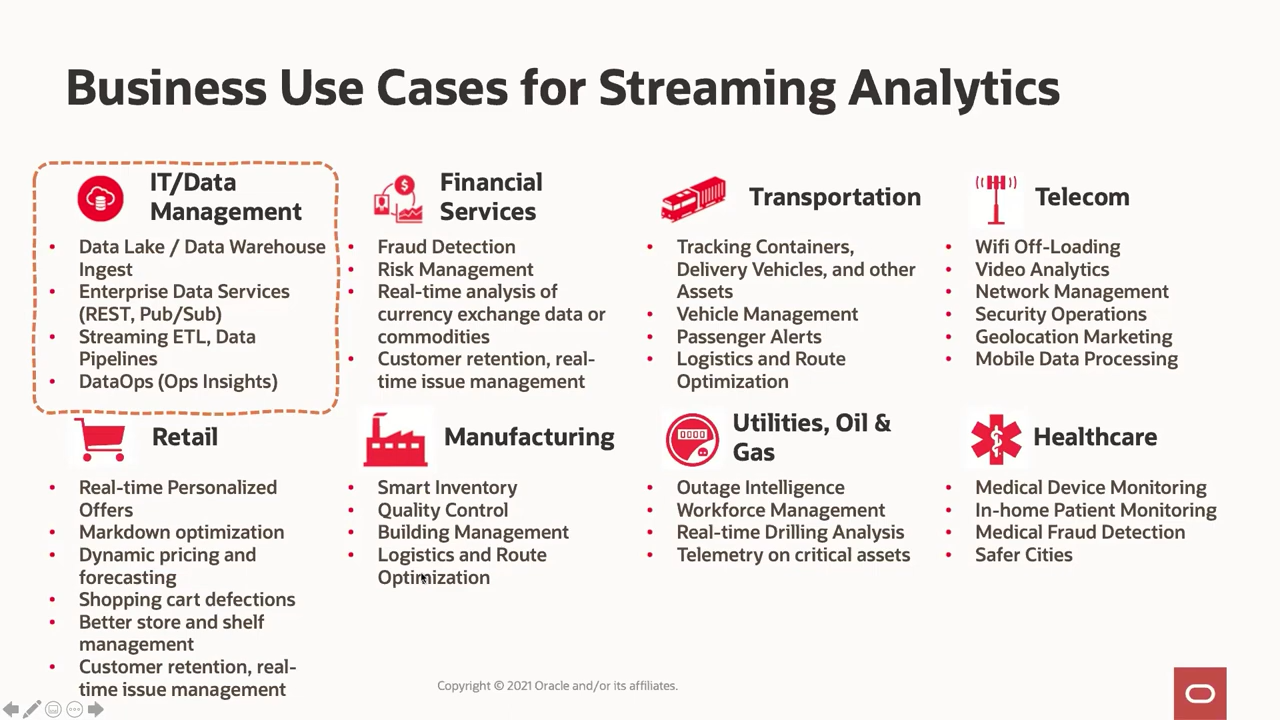 Business Use Cases for Streaming Analytics
IT/Data
Management
Data Lake / Data Warehouse
Ingest
Enterprise Data Services
(REST, Pub/Sub)
Streaming ETL, Data
Pipelines
DataOps (Ops Insights)
Financial
Services
Fraud Detection
Risk Management
Real-time analysis of
currency exchange data or
commodities
Customer retention, real-
time issue management
Transportation
Tracking Containers,
Delivery Vehicles, and other
Assets
Vehicle Management
Passenger Alerts
Logistics and Route
Optimization
Telecom
Wifi Off-Loading
Video Analytics
Network Management
Security Operations
Geolocation Marketing
Mobile Data Processing
Retail
Real-time Personalized
Offers
Markdown optimization
Dynamic pricing and
forecasting
Shopping cart defections
Better store and shelf
management
Customer retention, real-
time issue management
Manufacturing
Smart Inventory
Quality Control
Building Management
Logistics and Route
Optimization
Utilities, Oil &
Gas
Outage Intelligence
Workforce Management
Real-time Drilling Analysis
Telemetry on critical assets
Healthcare
Medical Device Monitoring
In-home Patient Monitoring
Medical Fraud Detection
Safer Cities
Copyright © 2021 Oracle and/or its affiliates.